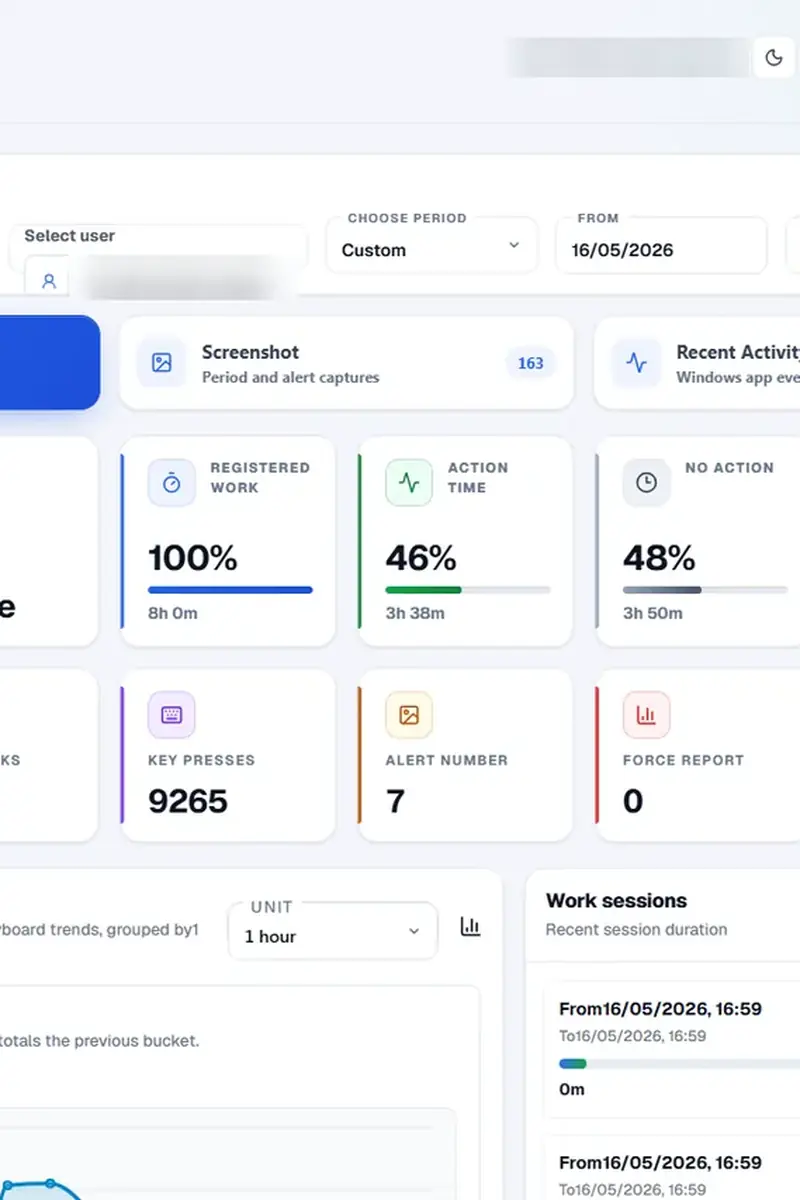 CHOOSE PERIOD
FROM
Select user
Custom
16/05/2026
Screenshot
Period and alert captures
163
Recent Activity
Windows app eve
REGISTERED
WORK
100%
8h 0m
ACTION
TIME
46%
3h 38m
NO ACTION
48%
3h 50m
e
KS
KEY PRESSES
9265
ALERT NUMBER
7
FORCE REPORT
0
yboard trends, grouped by1
UNIT
1 hour
totals the previous bucket.
Work sessions
Recent session duration
From16/05/2026, 16:59
To16/05/2026, 16:59
0m
From16/05/2026, 16:59
To16/05/2026, 16:59